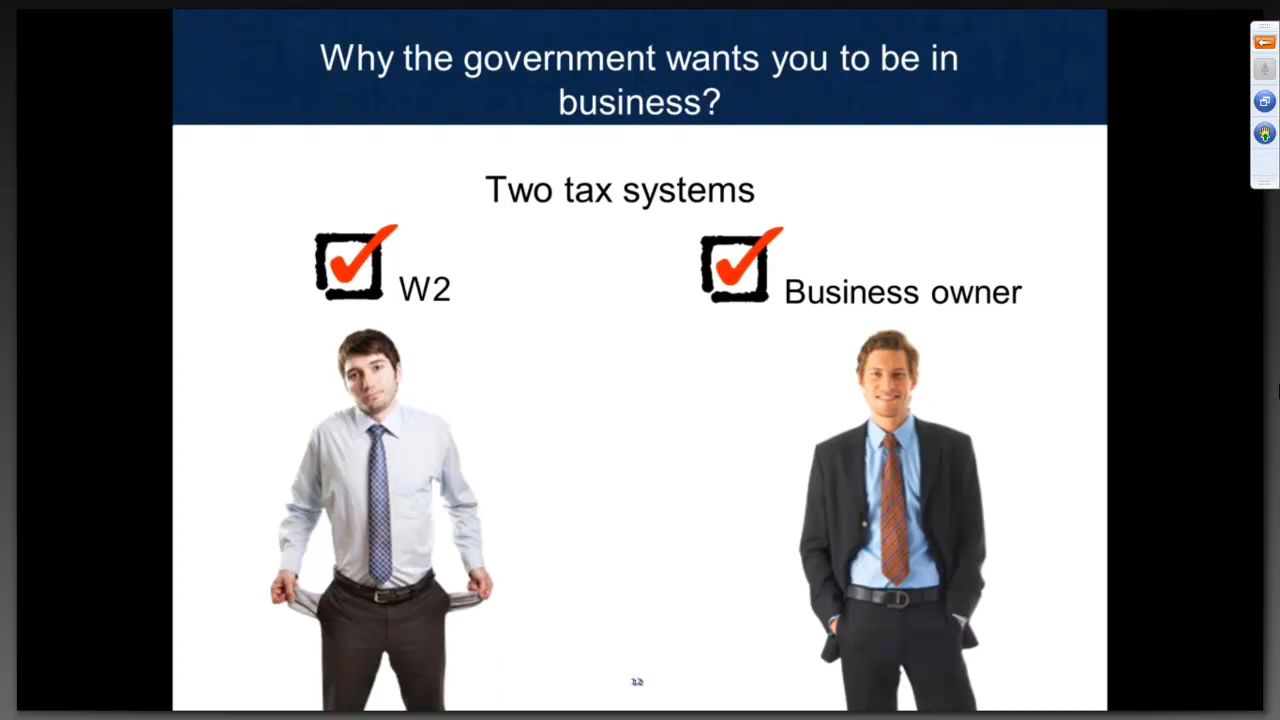 Why the government wants you to be in
business?
Two tax systems
W2
Business owner